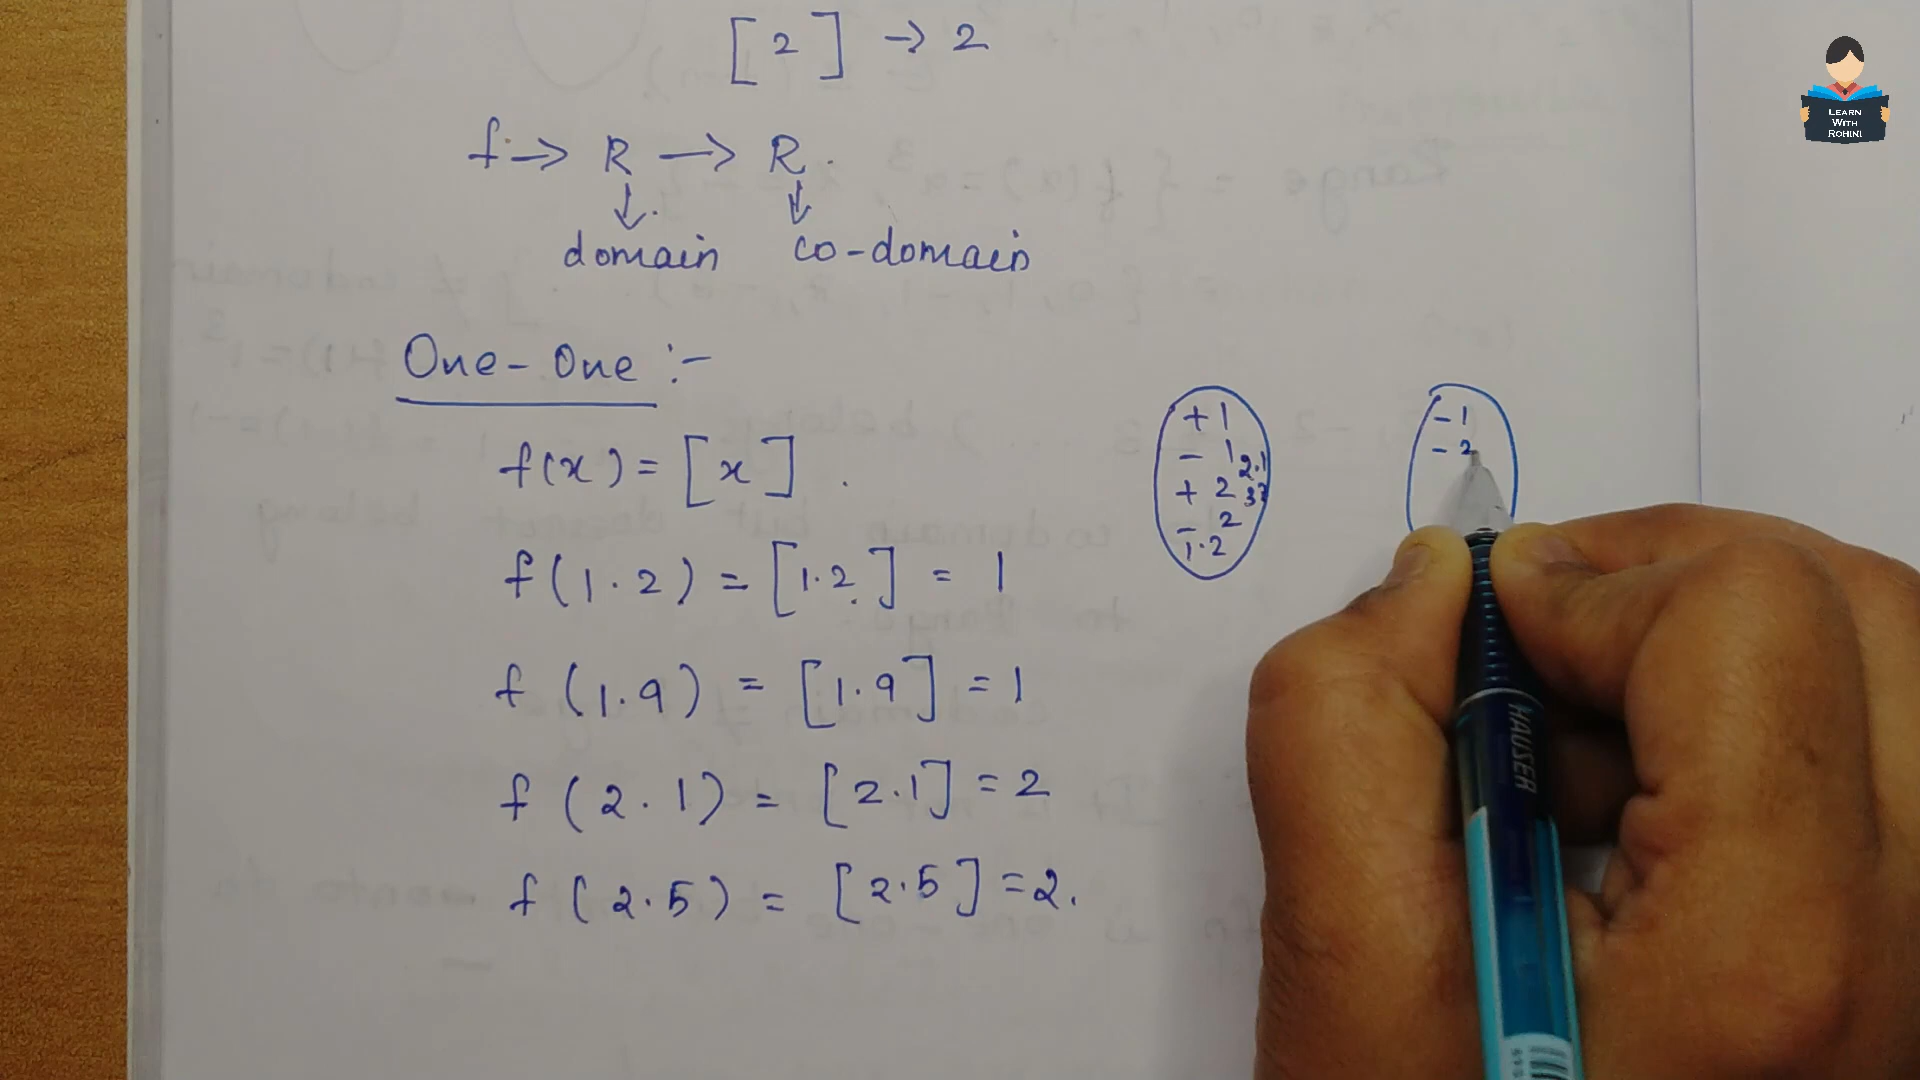 [2] → 2
f → R → R.
↓ ↓
domain co-domain
One-One :-
f(x) = [x].
f(1.2) = [1.2] = 1
f(1.9) = [1.9] = 1
f(2.1) = [2.1] = 2
f(2.5) = [2.5] = 2.
+1
-1
2.1
+2
-2
1.2
-1
-2
LEARN
WITH
ROHINI
HAUSER